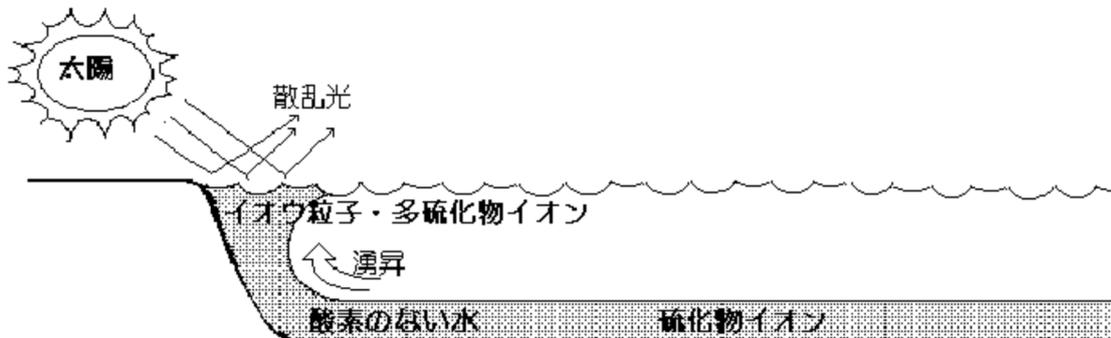 太陽
散乱光
イオウ粒子・多硫化物イオン
湧昇
酸素のない水 硫化物イオン